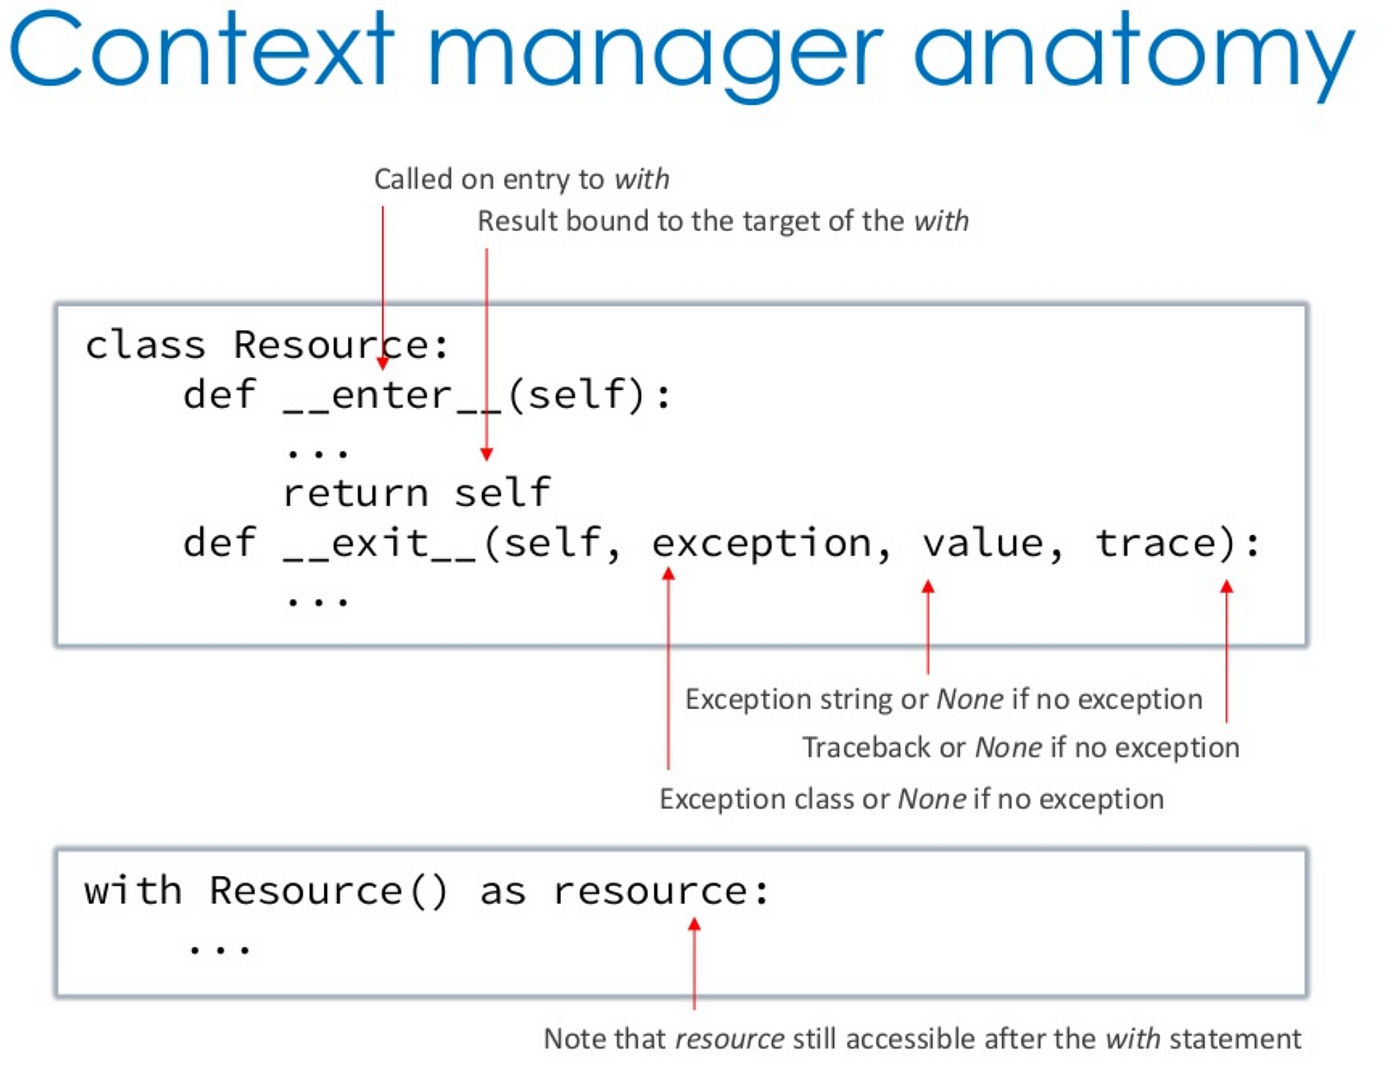 Context manager anatomy
Called on entry to with
Result bound to the target of the with
class Resource:
    def __enter__(self):
        ...
        return self
    def __exit__(self, exception, value, trace):
        ...
Exception string or None if no exception
Traceback or None if no exception
Exception class or None if no exception
with Resource() as resource:
    ...
Note that resource still accessible after the with statement